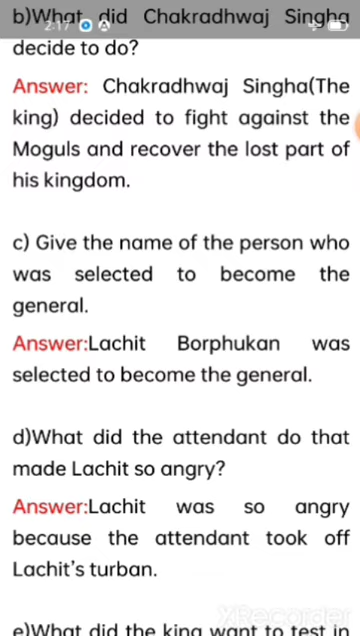 b)What did Chakradhwaj Singha
2:17
decide to do?
Answer: Chakradhwaj Singha(The
king) decided to fight against the
Moguls and recover the lost part of
his kingdom.
c) Give the name of the person who
was selected to become the
general.
Answer:Lachit Borphukan was
selected to become the general.
d)What did the attendant do that
made Lachit so angry?
Answer:Lachit was so angry
because the attendant took off
Lachit's turban.
e)What did the king want to test in
XRecorder